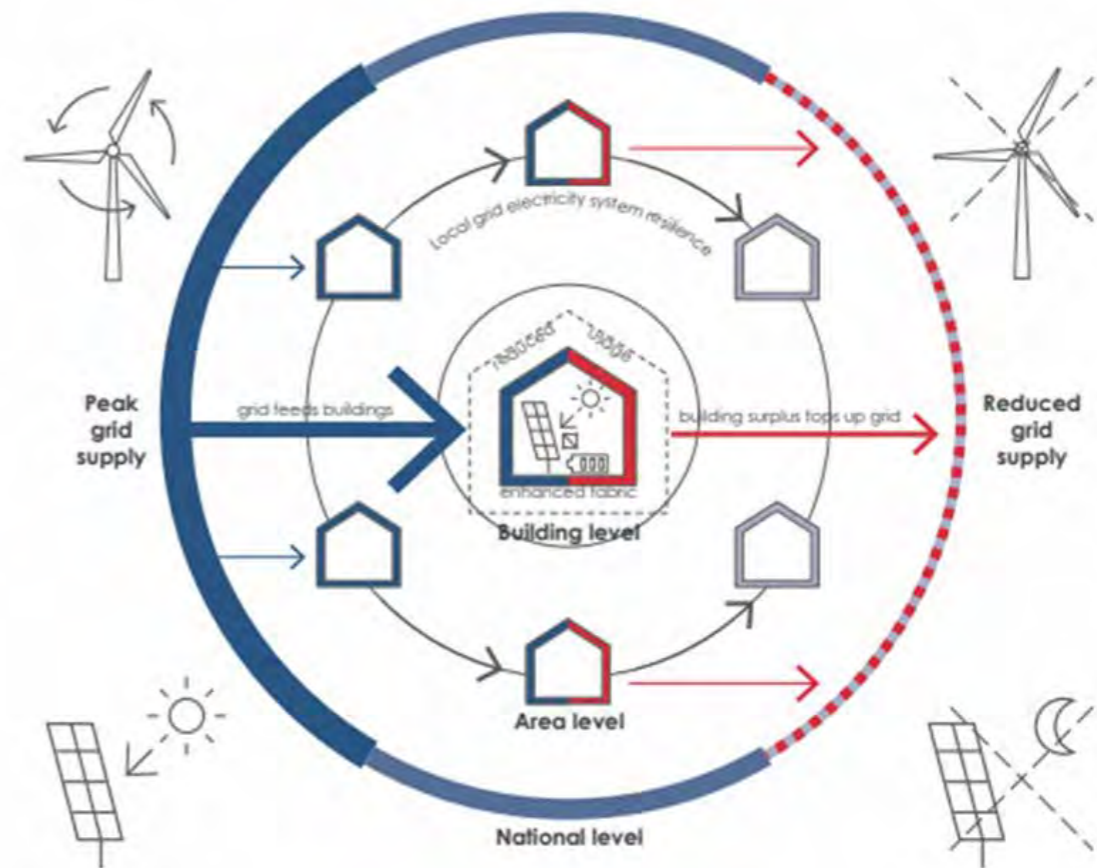 Local grid electricity system resilience
reduced usage
Peak
grid
supply
grid feeds buildings
building surplus tops up grid
Reduced
grid
supply
enhanced fabric
Building level
Area level
National level